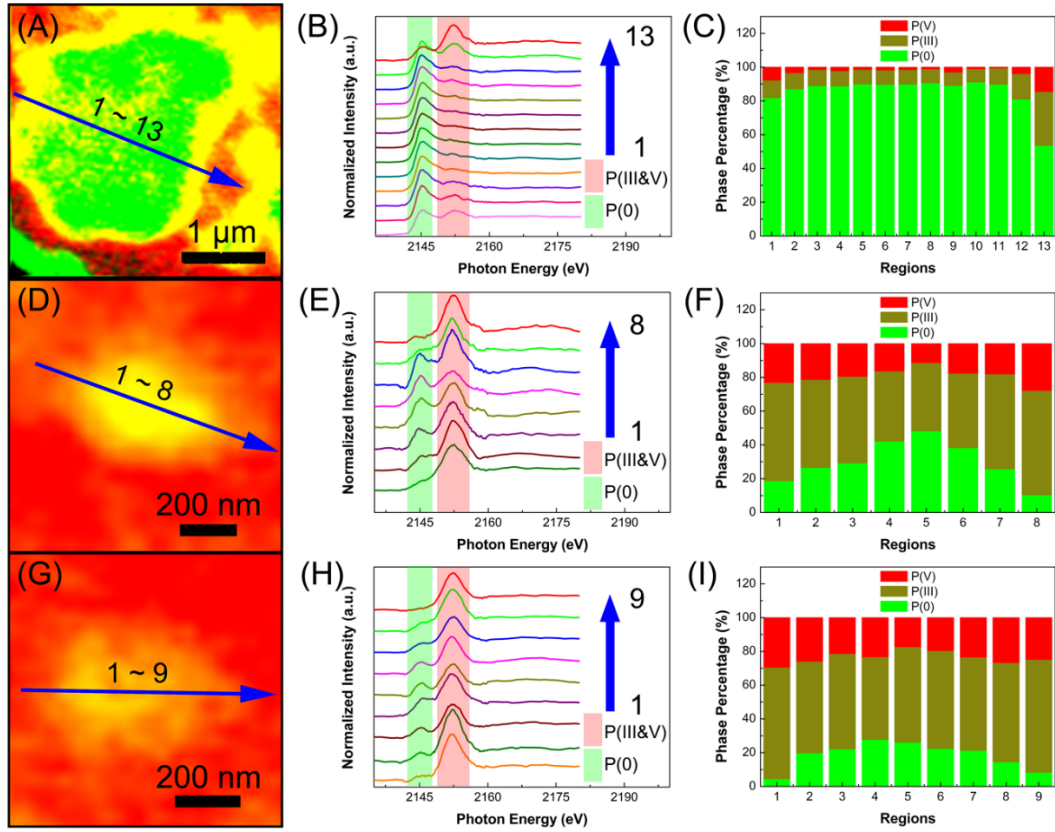 (A)
1 ~ 13
1 μm
(B)
Normalized Intensity (a.u.)
13
1
P(III&V)
P(0)
2145 2160 2175 2190
Photon Energy (eV)
(C)
P(V)
P(III)
P(0)
Phase Percentage (%)
120
100
80
60
40
20
0
1 2 3 4 5 6 7 8 9 10 11 12 13
Regions
(D)
1 ~ 8
200 nm
(E)
Normalized Intensity (a.u.)
8
1
P(III&V)
P(0)
2145 2160 2175 2190
Photon Energy (eV)
(F)
P(V)
P(III)
P(0)
Phase Percentage (%)
120
100
80
60
40
20
0
1 2 3 4 5 6 7 8
Regions
(G)
1 ~ 9
200 nm
(H)
Normalized Intensity (a.u.)
9
1
P(III&V)
P(0)
2145 2160 2175 2190
Photon Energy (eV)
(I)
P(V)
P(III)
P(0)
Phase Percentage (%)
120
100
80
60
40
20
0
1 2 3 4 5 6 7 8 9
Regions